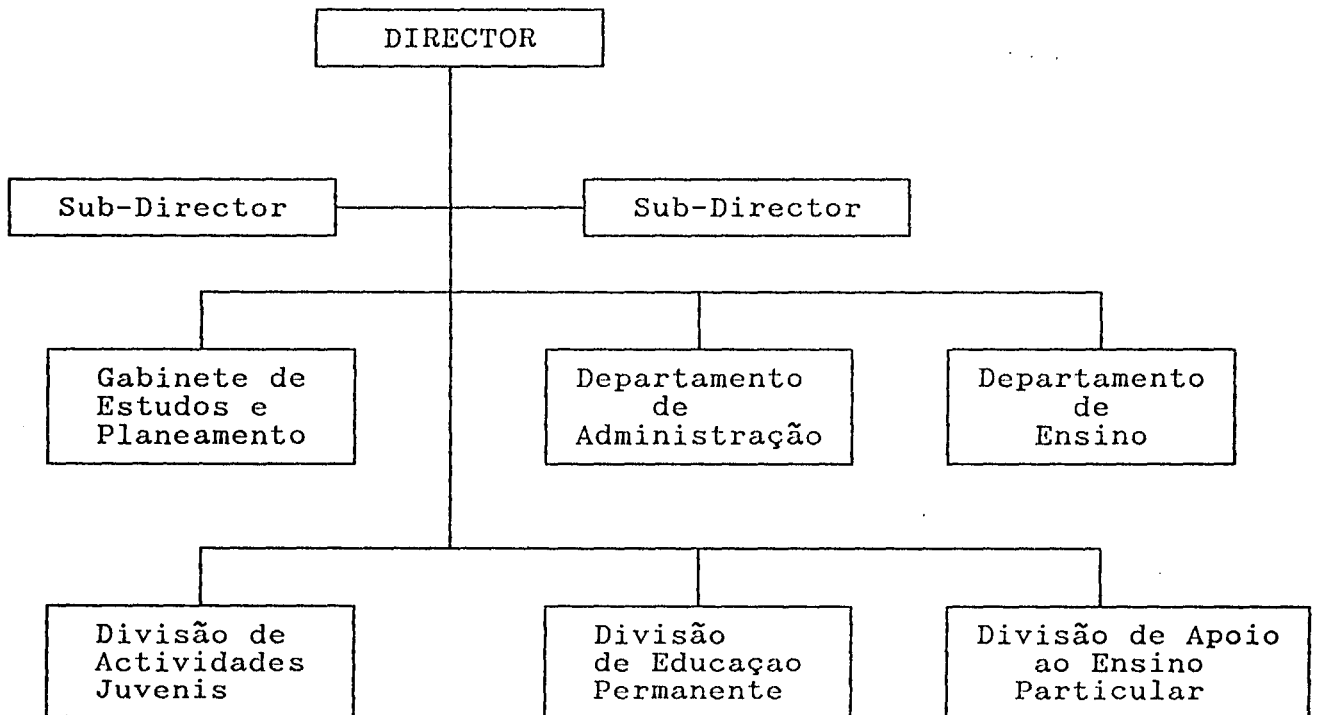 DIRECTOR
Sub-Director
Sub-Director
Gabinete de
Estudos e
Planeamento
Departamento
de
Administração
Departamento
de
Ensino
Divisão de
Actividades
Juvenis
Divisão
de Educaçao
Permanente
Divisão de Apoio
ao Ensino
Particular